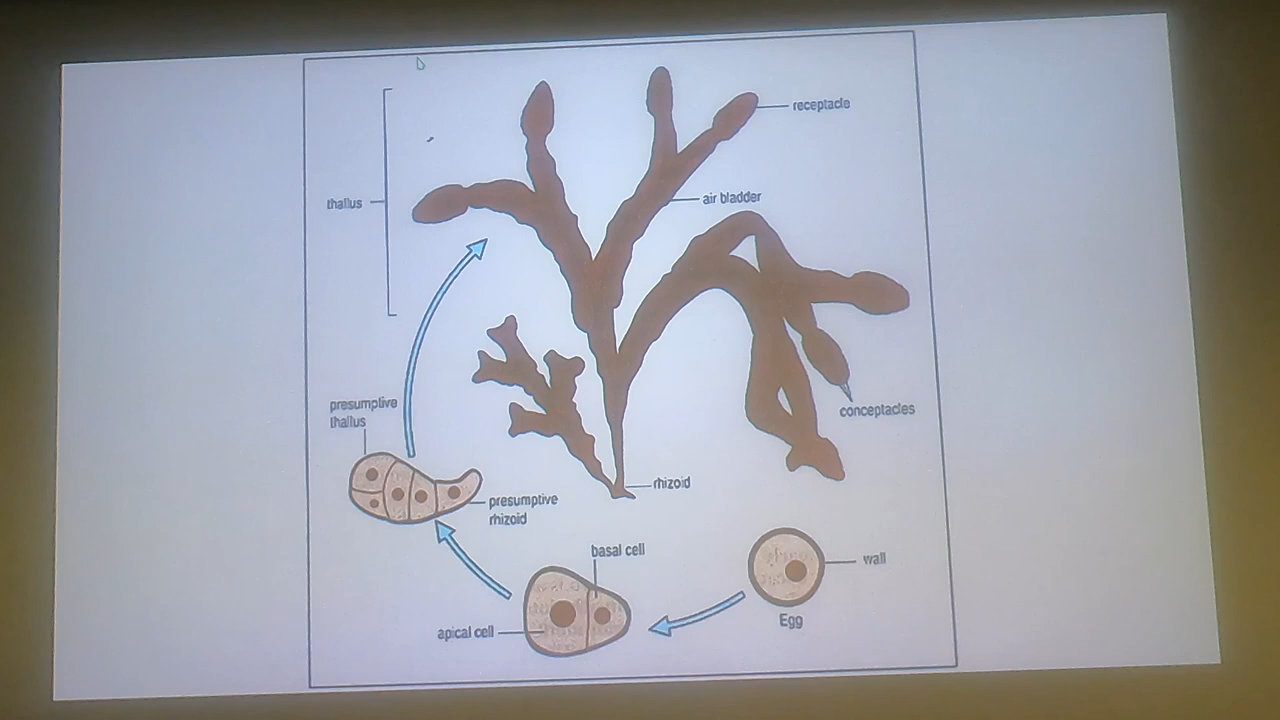 receptacle
air bladder
thallus
conceptacles
presumptive
thallus
rhizoid
presumptive
rhizoid
basal cell
wall
apical cell
Egg